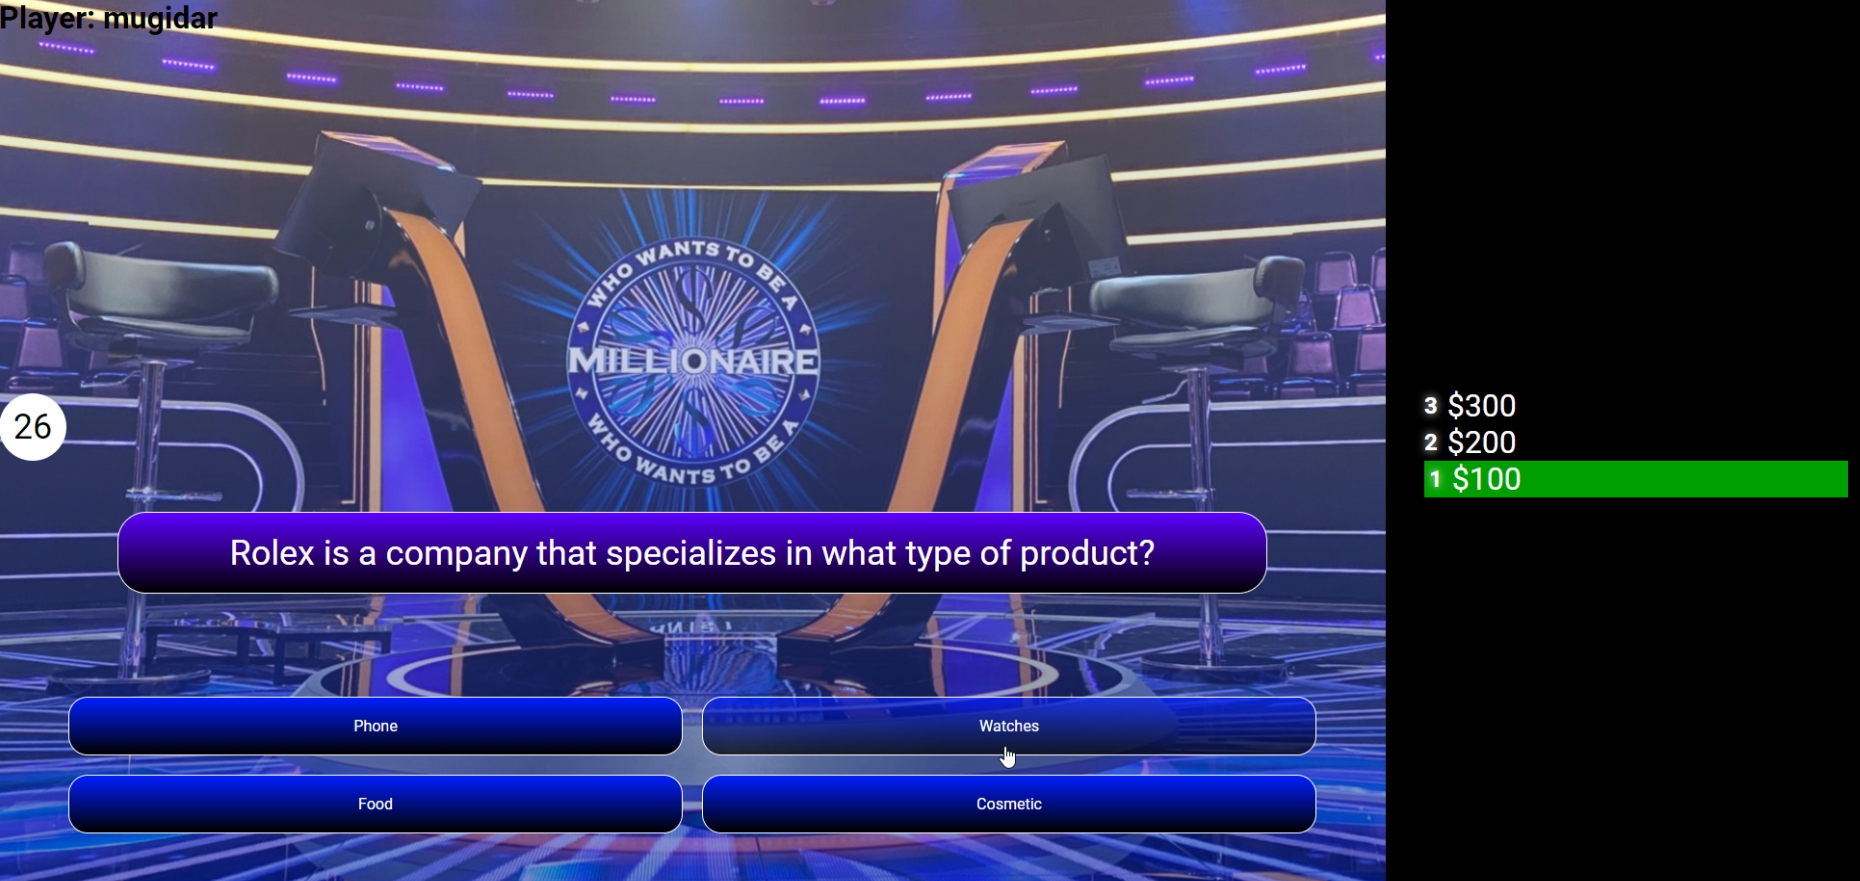 Player: mugidar
WHO WANTS TO BE A
MILLIONAIRE
WHO WANTS TO BE A
26
3 $300
2 $200
1 $100
Rolex is a company that specializes in what type of product?
Phone
Watches
Food
Cosmetic